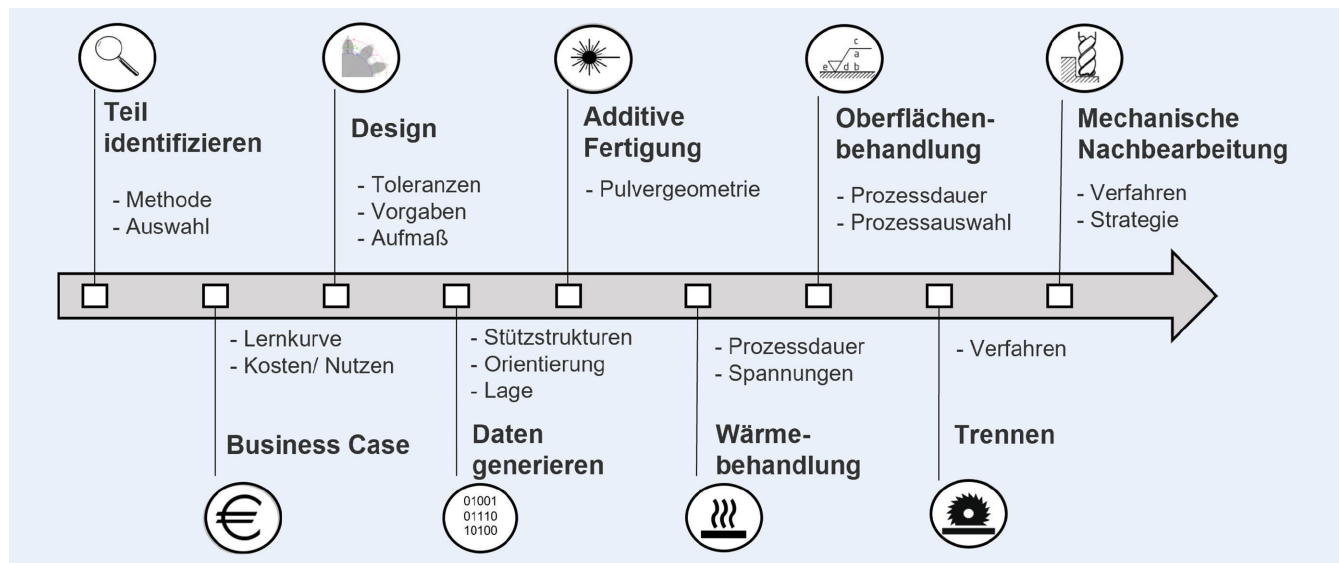 Teil
identifizieren
- Methode
- Auswahl
- Lernkurve
- Kosten/ Nutzen
Business Case
Design
- Toleranzen
- Vorgaben
- Aufmaß
- Stützstrukturen
- Orientierung
- Lage
Daten
generieren
01001
01110
10100
Additive
Fertigung
- Pulvergeometrie
- Prozessdauer
- Spannungen
Wärme-
behandlung
c
a
e d b
Oberflächen-
behandlung
- Prozessdauer
- Prozessauswahl
- Verfahren
Trennen
Mechanische
Nachbearbeitung
- Verfahren
- Strategie